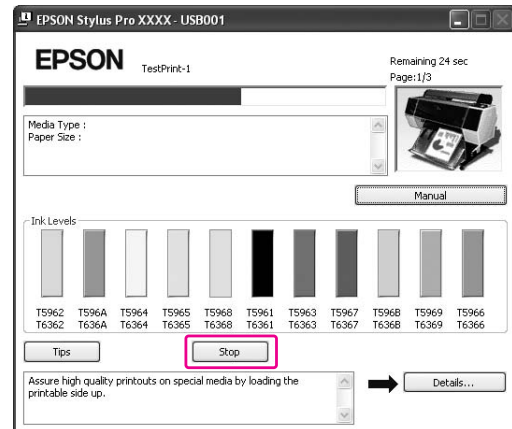 EPSON Stylus Pro XXXX - USB001
EPSON TestPrint-1
Remaining 24 sec
Page:1/3
Media Type :
Paper Size :
Manual
Ink Levels
T5962 T596A T5964 T5965 T5968 T5961 T5963 T5967 T596B T5969 T5966
T6362 T636A T6364 T6365 T6368 T6361 T6363 T6367 T636B T6369 T6366
Tips Stop
Assure high quality printouts on special media by loading the
printable side up.
Details...